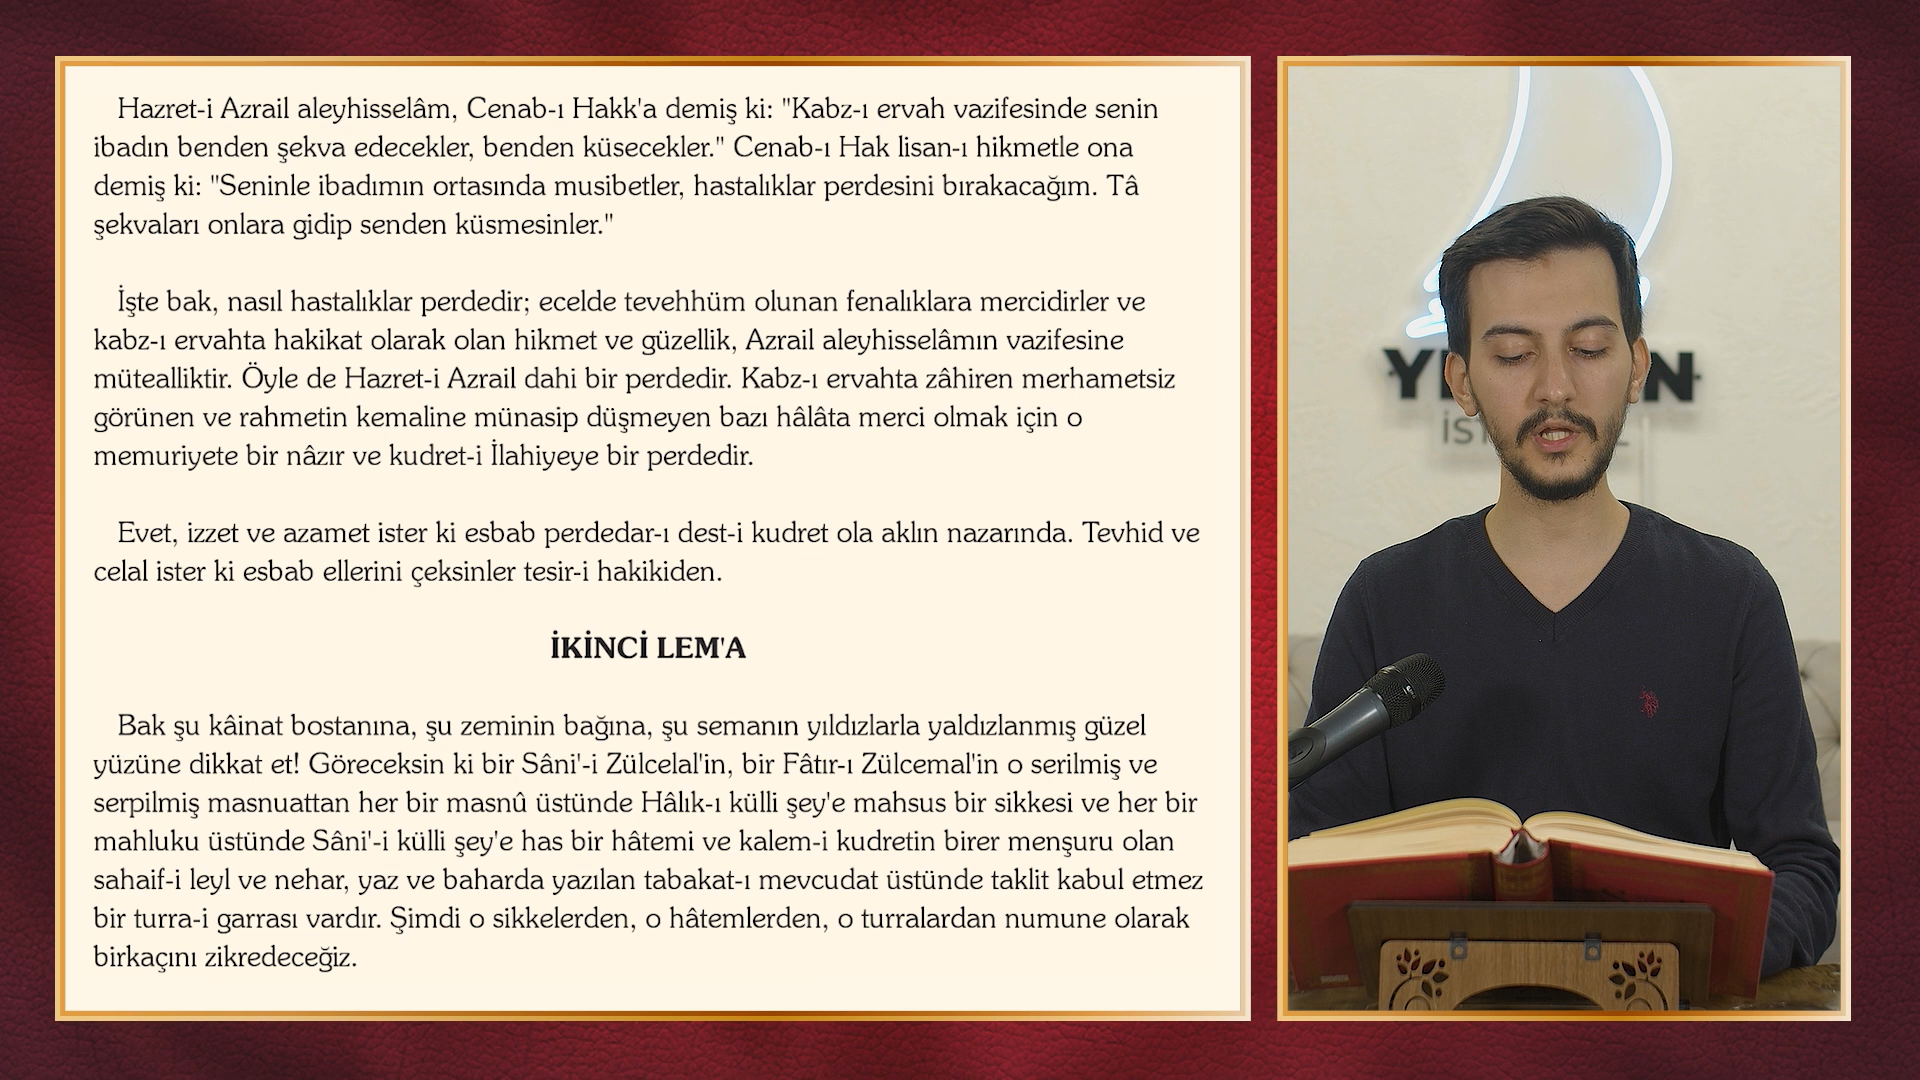 Hazret-i Azrail aleyhisselâm, Cenab-ı Hakk'a demiş ki: "Kabz-ı ervah vazifesinde senin
ibadın benden şekva edecekler, benden küsecekler." Cenab-ı Hak lisan-ı hikmetle ona
demiş ki: "Seninle ibadımın ortasında musibetler, hastalıklar perdesini bırakacağım. Tâ
şekvaları onlara gidip senden küsmesinler."
İşte bak, nasıl hastalıklar perdedir; ecelde tevehhüm olunan fenalıklara mercidirler ve
kabz-ı ervahta hakikat olarak olan hikmet ve güzellik, Azrail aleyhisselâmın vazifesine
mütealliktir. Öyle de Hazret-i Azrail dahi bir perdedir. Kabz-ı ervahta zâhiren merhametsiz
görünen ve rahmetin kemaline münasip düşmeyen bazı hâlâta merci olmak için o
memuriyete bir nâzır ve kudret-i İlahiyeye bir perdedir.
Evet, izzet ve azamet ister ki esbab perdedar-ı dest-i kudret ola aklın nazarında. Tevhid ve
celal ister ki esbab ellerini çeksinler tesir-i hakikiden.
İKİNCİ LEM'A
Bak şu kâinat bostanına, şu zeminin bağına, şu semanın yıldızlarla yaldızlanmış güzel
yüzüne dikkat et! Göreceksin ki bir Sâni'-i Zülcelal'in, bir Fâtır-ı Zülcemal'in o serilmiş ve
serpilmiş masnuattan her bir masnû üstünde Hâlık-ı külli şey'e mahsus bir sikkesi ve her bir
mahluku üstünde Sâni'-i külli şey'e has bir hâtemi ve kalem-i kudretin birer menşuru olan
sahaif-i leyl ve nehar, yaz ve baharda yazılan tabakat-ı mevcudat üstünde taklit kabul etmez
bir turra-i garrası vardır. Şimdi o sikkelerden, o hâtemlerden, o turralardan numune olarak
birkaçını zikredeceğiz.